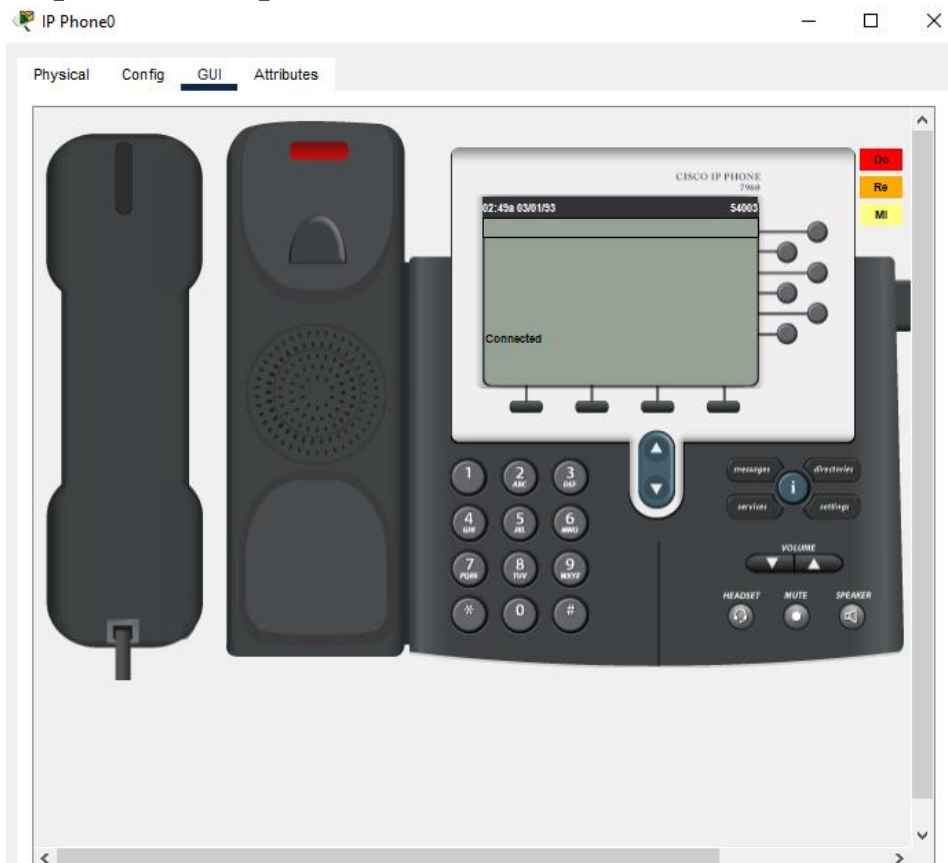 IP Phone0
Physical Config GUI Attributes
CISCO IP PHONE
7960
Do
Re
MI
02:49a 03/01/93 54003
Connected
1
2 ABC
3 DEF
4 GHI
5 JKL
6 MNO
7 PQRS
8 TUV
9 WXYZ
*
0
#
messages directories
i
services settings
VOLUME
HEADSET MUTE SPEAKER